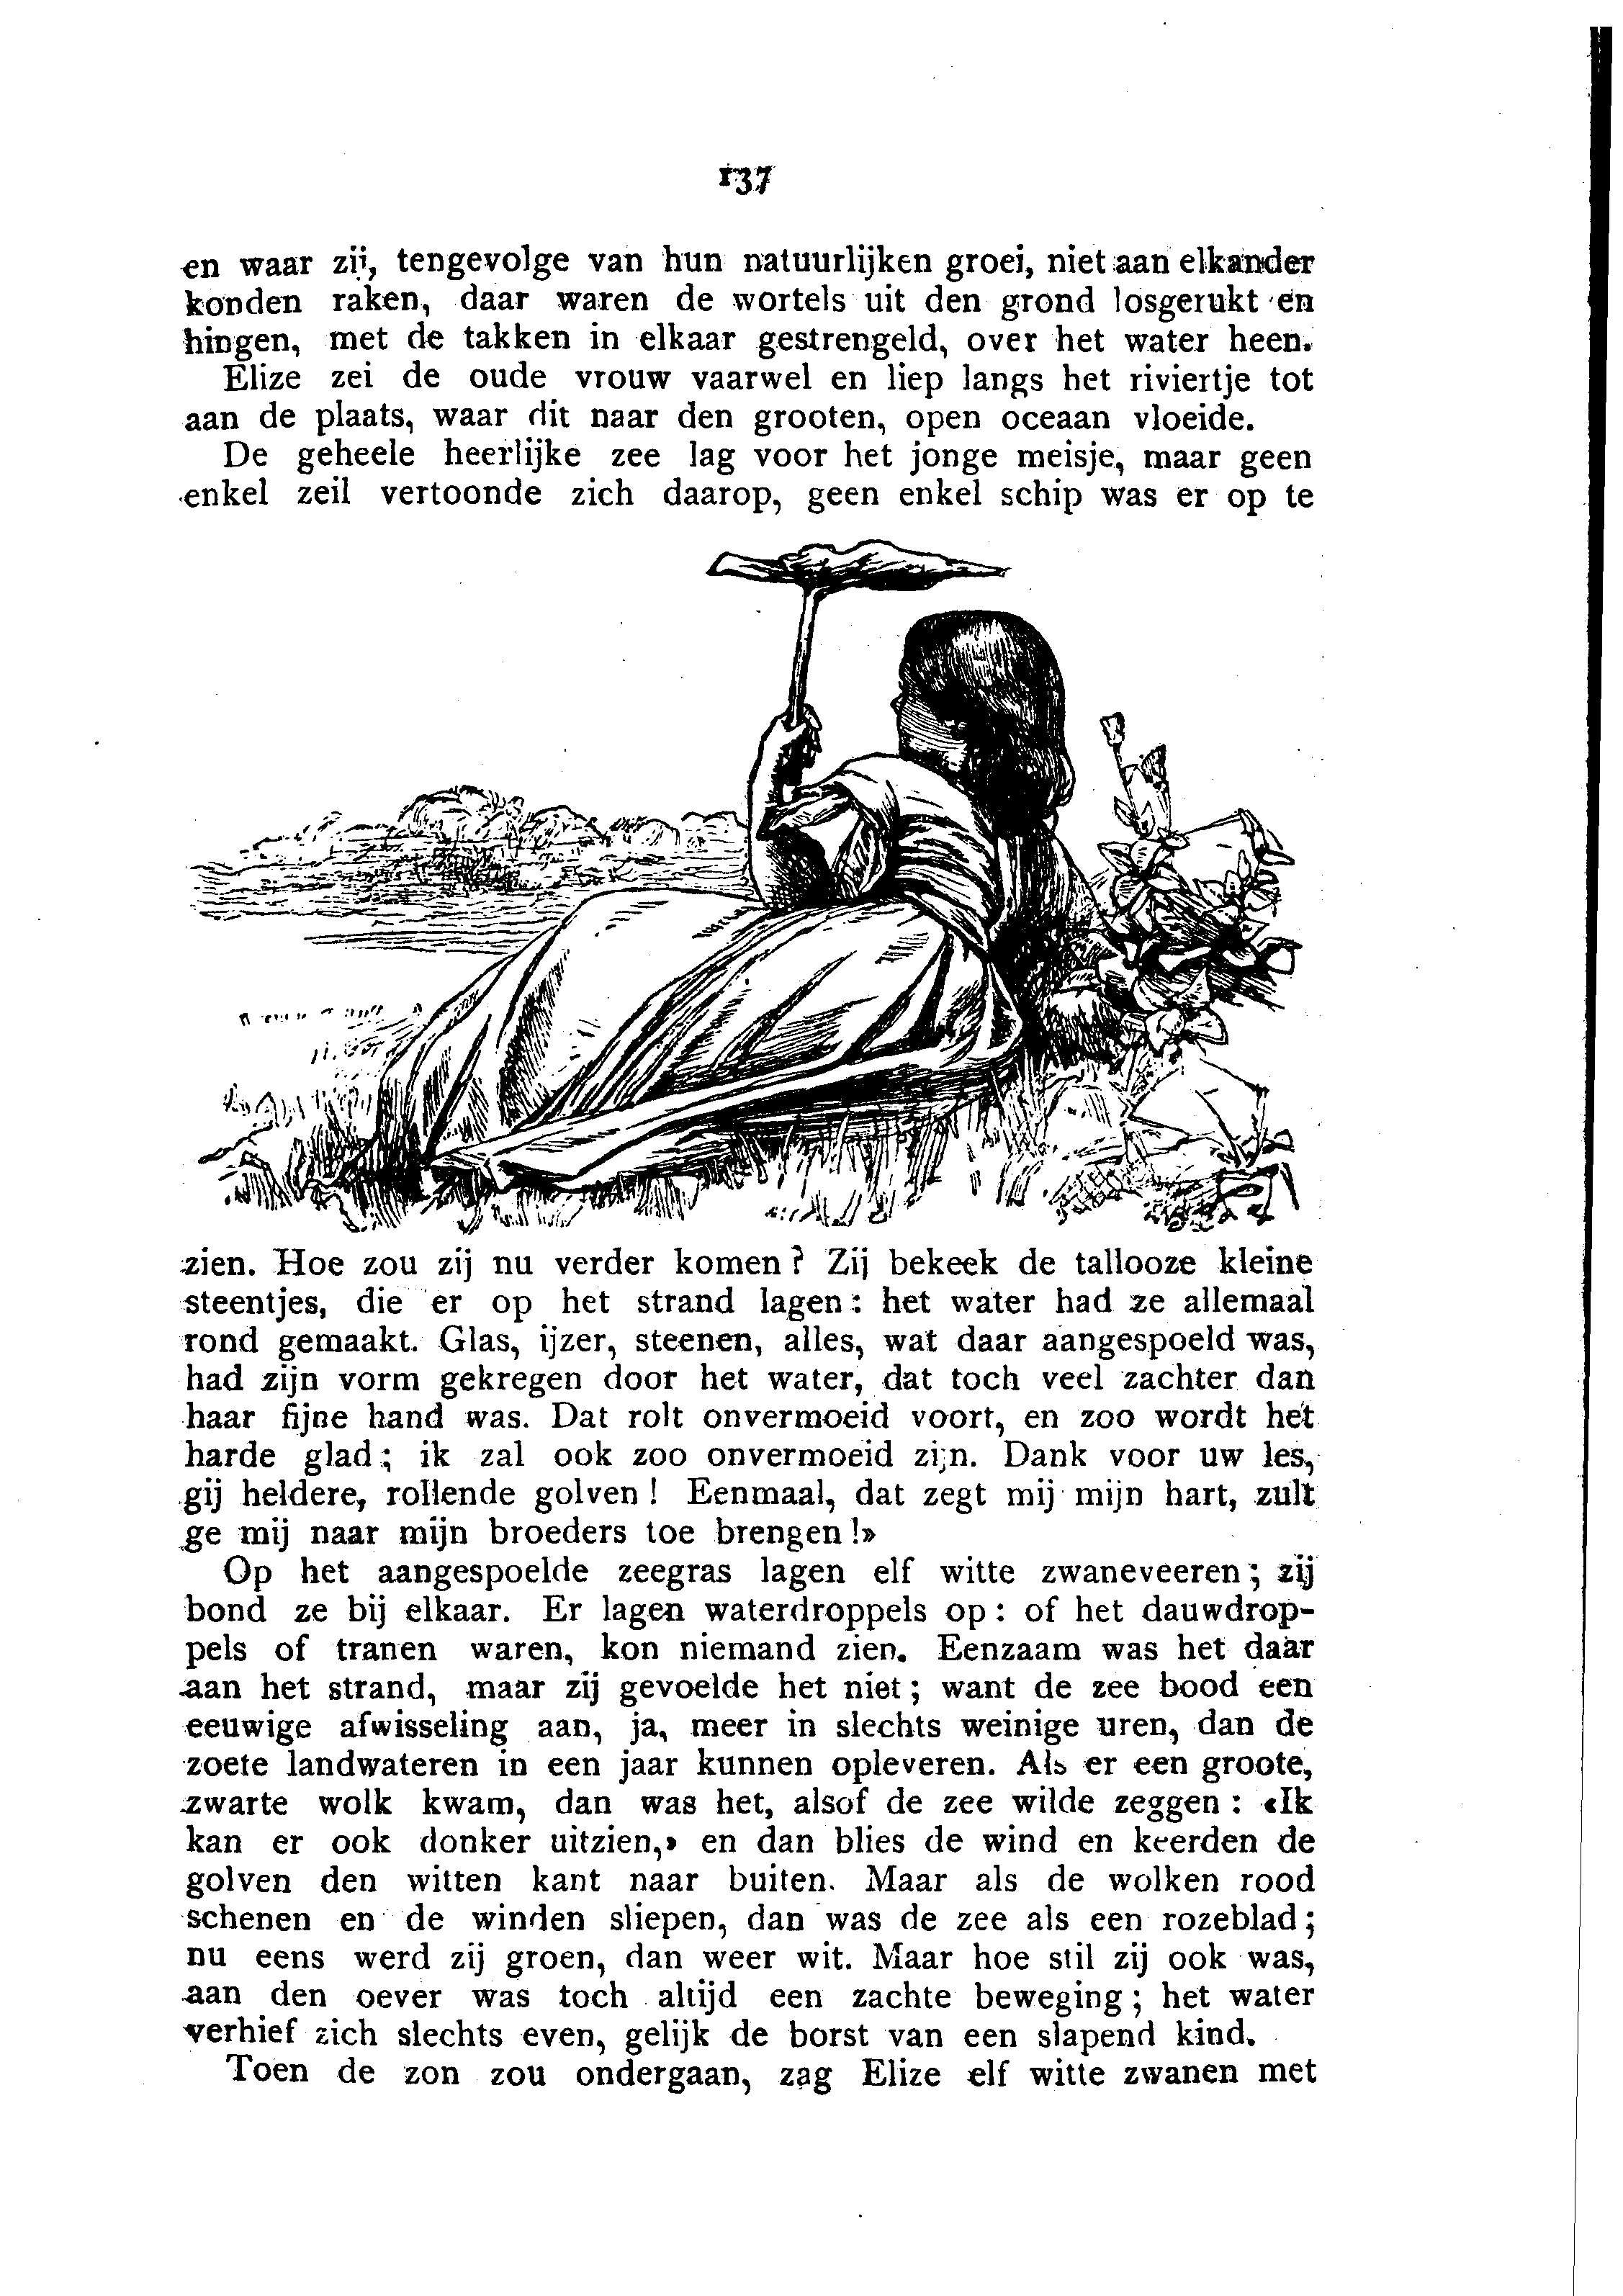 137
en waar zij, tengevolge van hun natuurlijken groei, niet aan elkander
konden raken, daar waren de wortels uit den grond losgerukt en
hingen, met de takken in elkaar gestrengeld, over het water heen.
Elize zei de oude vrouw vaarwel en liep langs het riviertje tot
aan de plaats, waar dit naar den grooten, open oceaan vloeide.
De geheele heerlijke zee lag voor het jonge meisje, maar geen
enkel zeil vertoonde zich daarop, geen enkel schip was er op te
zien. Hoe zou zij nu verder komen? Zij bekeek de tallooze kleine
steentjes, die er op het strand lagen: het water had ze allemaal
rond gemaakt. Glas, ijzer, steenen, alles, wat daar aangespoeld was,
had zijn vorm gekregen door het water, dat toch veel zachter dan
haar fijne hand was. Dat rolt onvermoeid voort, en zoo wordt het
harde glad; ik zal ook zoo onvermoeid zijn. Dank voor uw les,
gij heldere, rollende golven! Eenmaal, dat zegt mij mijn hart, zult
ge mij naar mijn broeders toe brengen!»
Op het aangespoelde zeegras lagen elf witte zwaneveeren; zij
bond ze bij elkaar. Er lagen waterdroppels op: of het dauwdrop-
pels of tranen waren, kon niemand zien. Eenzaam was het daar
aan het strand, maar zij gevoelde het niet; want de zee bood een
eeuwige afwisseling aan, ja, meer in slechts weinige uren, dan de
zoete landwateren in een jaar kunnen opleveren. Als er een groote,
zwarte wolk kwam, dan was het, alsof de zee wilde zeggen: «Ik
kan er ook donker uitzien,» en dan blies de wind en keerden de
golven den witten kant naar buiten. Maar als de wolken rood
schenen en de winden sliepen, dan was de zee als een rozeblad;
nu eens werd zij groen, dan weer wit. Maar hoe stil zij ook was,
aan den oever was toch altijd een zachte beweging; het water
verhief zich slechts even, gelijk de borst van een slapend kind.
Toen de zon zou ondergaan, zag Elize elf witte zwanen met